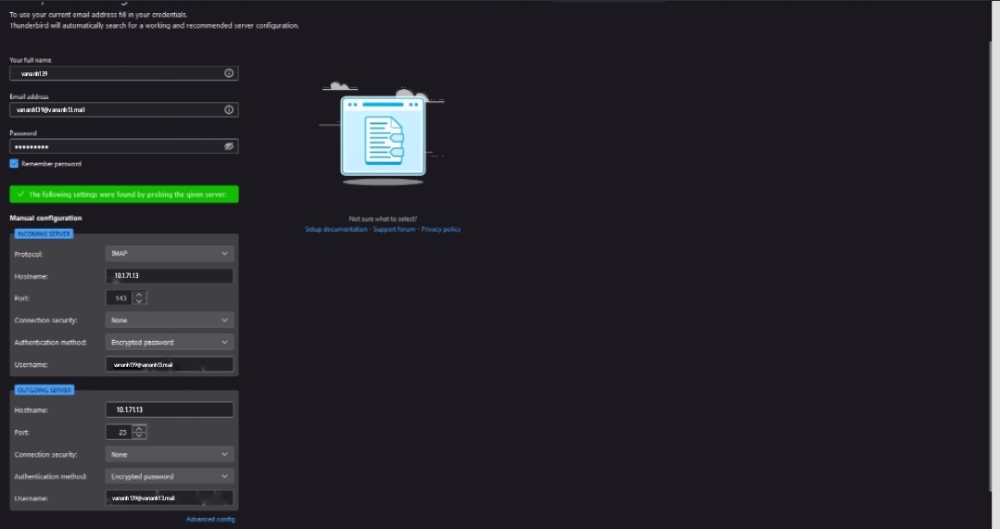 To use your current email address fill in your credentials.
Thunderbird will automatically search for a working and recommended server configuration.
Your full name
vananh139
Email address
vananh139@vananh13.mail
Password
•••••••••
Remember password
The following settings were found by probing the given server:
Manual configuration
INCOMING SERVER
Protocol: IMAP
Hostname: 10.1.71.13
Port: 143
Connection security: None
Authentication method: Encrypted password
Username: vananh139@vananh13.mail
OUTGOING SERVER
Hostname: 10.1.71.13
Port: 25
Connection security: None
Authentication method: Encrypted password
Username: vananh139@vananh13.mail
Advanced config
Not sure what to select?
Setup documentation - Support forum - Privacy policy